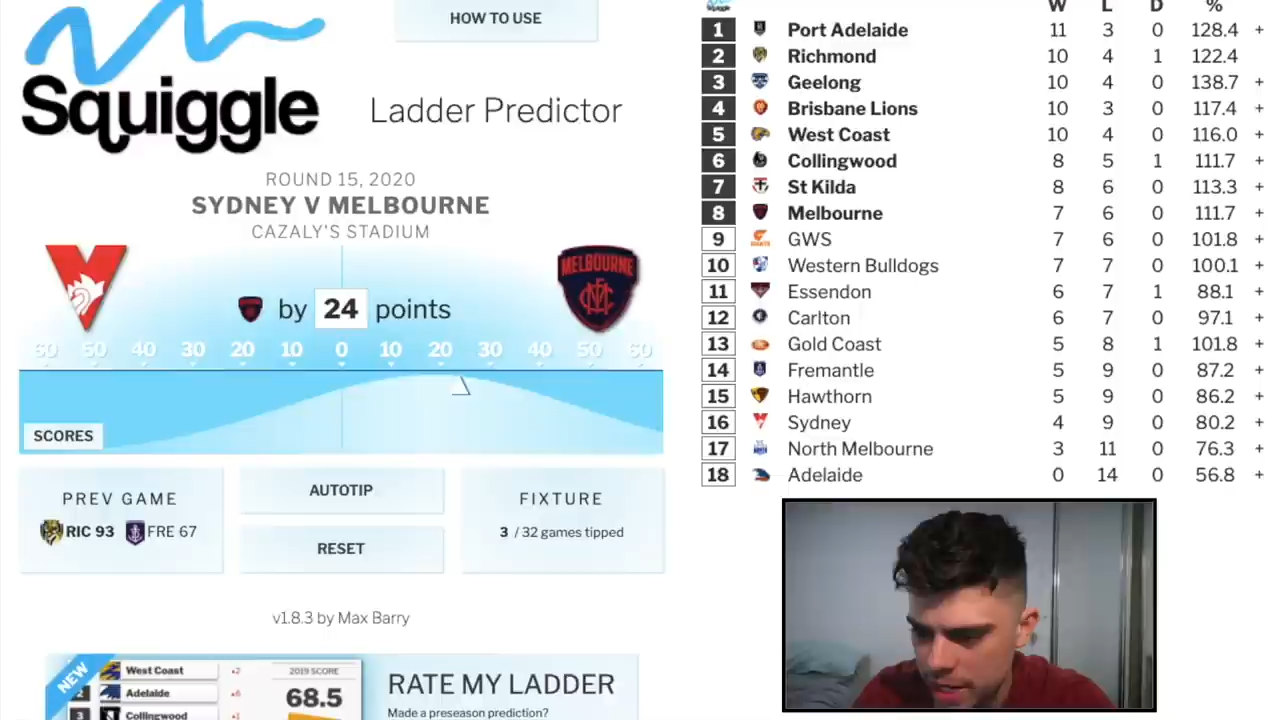 HOW TO USE
Squiggle
Ladder Predictor
ROUND 15, 2020
SYDNEY V MELBOURNE
CAZALY'S STADIUM
MELBOURNE
by 24 points
60 50 40 30 20 10 0 10 20 30 40 50 60
SCORES
PREV GAME
RIC 93 FRE 67
AUTOTIP
RESET
FIXTURE
3 / 32 games tipped
v1.8.3 by Max Barry
NEW
West Coast +2
2 Adelaide +6
3 Collingwood +1
2019 SCORE
68.5
RATE MY LADDER
Made a preseason prediction?
W L D %
1 Port Adelaide 11 3 0 128.4 +
2 Richmond 10 4 1 122.4
3 Geelong 10 4 0 138.7 +
4 Brisbane Lions 10 3 0 117.4 +
5 West Coast 10 4 0 116.0 +
6 Collingwood 8 5 1 111.7 +
7 St Kilda 8 6 0 113.3 +
8 Melbourne 7 6 0 111.7 +
9 GWS 7 6 0 101.8 +
10 Western Bulldogs 7 7 0 100.1 +
11 Essendon 6 7 1 88.1 +
12 Carlton 6 7 0 97.1 +
13 Gold Coast 5 8 1 101.8 +
14 Fremantle 5 9 0 87.2 +
15 Hawthorn 5 9 0 86.2 +
16 Sydney 4 9 0 80.2 +
17 North Melbourne 3 11 0 76.3 +
18 Adelaide 0 14 0 56.8 +